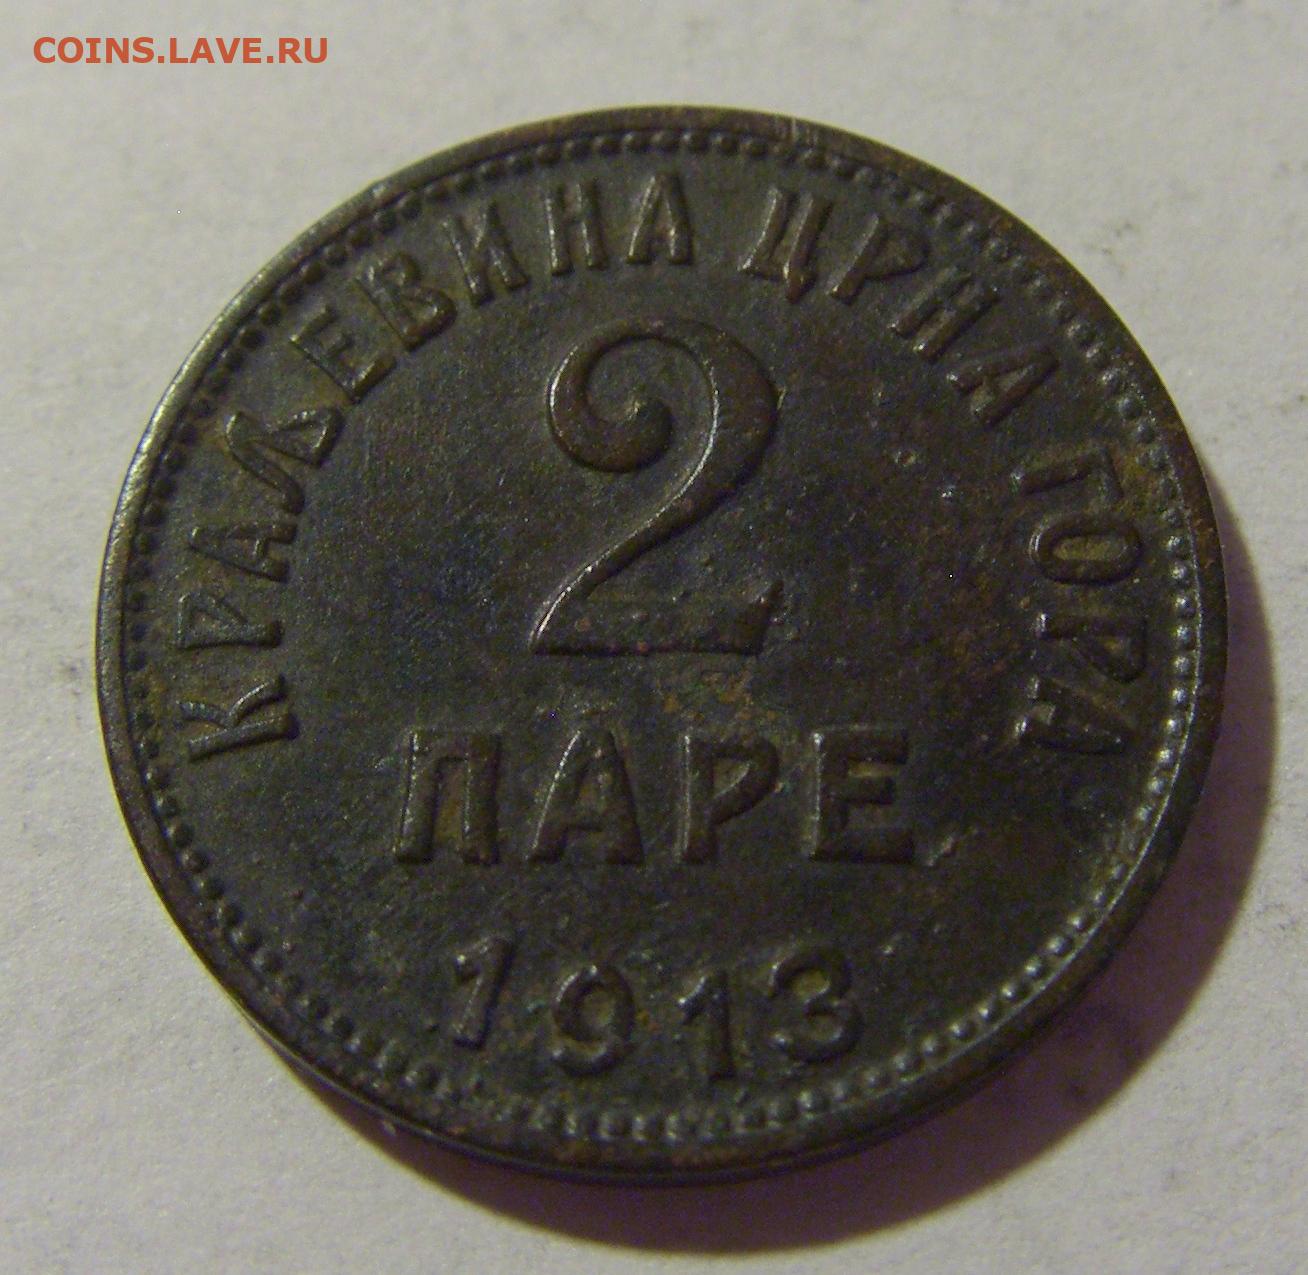 COINS.LAVE.RU
КРАЉЕВИНА ЦРНА ГОРА
2
ПАРЕ
1913